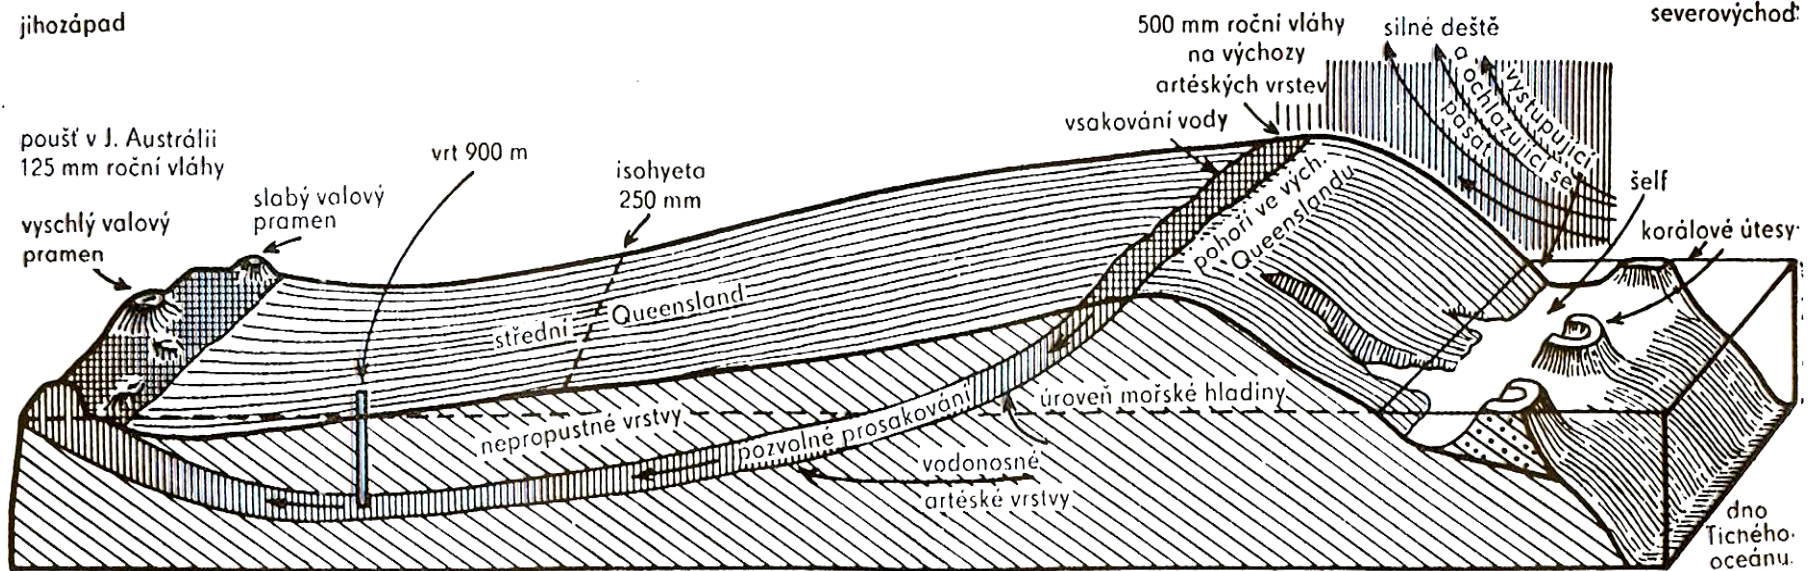 jihozápad
severovýchod
500 mm roční vláhy
na výchozy
artéských vrstev
silné deště
a
vystupující
a ochlazující se
pasát
poušť v J. Austrálii
125 mm roční vláhy
vyschlý valový
pramen
slabý valový
pramen
vrt 900 m
isohyeta
250 mm
vsakování vody
pohoří ve vých.
Queenslandu
šelf
korálové útesy
střední Queensland
nepropustné vrstvy
pozvolné prosakování
úroveň mořské hladiny
vodonosné
artéské vrstvy
dno
Tichého
oceánu